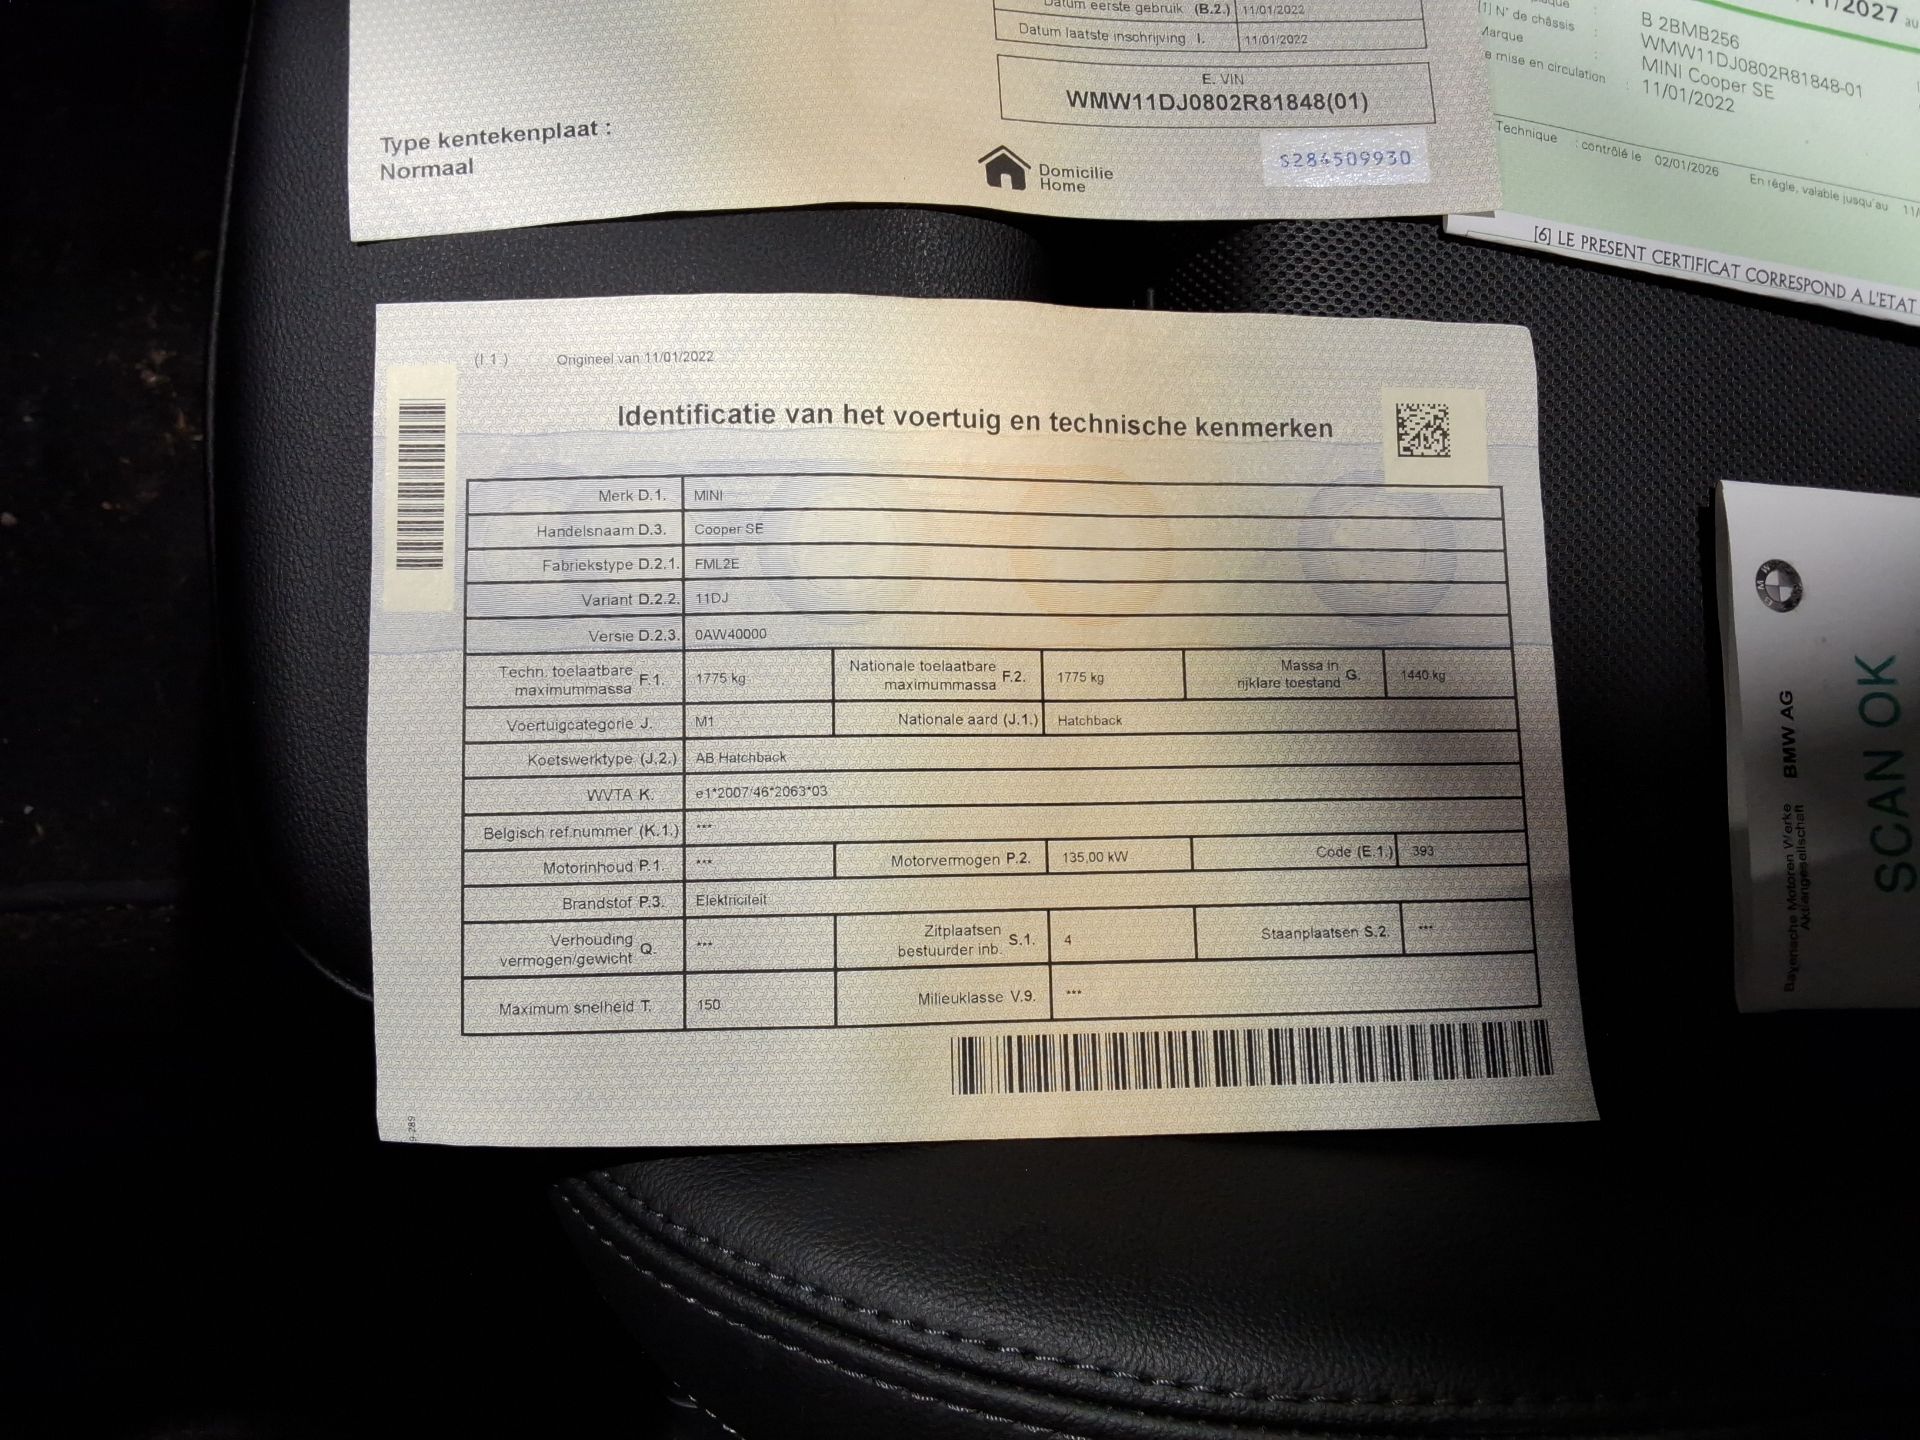 Datum eerste gebruik (B.2.) 11/01/2022
Datum laatste inschrijving I. 11/01/2022
E. VIN
WMW11DJ0802R81848(01)
Type kentekenplaat :
Normaal
Domicilie
Home
S284509930
11/2027 au
[1] N° de châssis : B 2BMB256
Marque : WMW11DJ0802R81848-01
e mise en circulation : MINI Cooper SE
11/01/2022
Technique : contrôlé le 02/01/2026 En règle, valable jusqu'au 11/
[6] LE PRESENT CERTIFICAT CORRESPOND A L'ETAT
(I.1.) Origineel van 11/01/2022
Identificatie van het voertuig en technische kenmerken
Merk D.1. MINI
Handelsnaam D.3. Cooper SE
Fabriekstype D.2.1. FML2E
Variant D.2.2. 11DJ
Versie D.2.3. 0AW40000
Techn. toelaatbare maximummassa F.1. 1775 kg Nationale toelaatbare maximummassa F.2. 1775 kg Massa in rijklare toestand G. 1440 kg
Voertuigcategorie J. M1 Nationale aard (J.1.) Hatchback
Koetswerktype (J.2.) AB Hatchback
WVTA K. e1*2007/46*2063*03
Belgisch ref.nummer (K.1.) ***
Motorinhoud P.1. *** Motorvermogen P.2. 135,00 kW Code (E.1.) 393
Brandstof P.3. Elektriciteit
Verhouding vermogen/gewicht Q. *** Zitplaatsen bestuurder inb. S.1. 4 Staanplaatsen S.2. ***
Maximum snelheid T. 150 Milieuklasse V.9. ***
9-289
BMW
Bayerische Motoren Werke
Aktiengesellschaft
BMW AG
SCAN OK